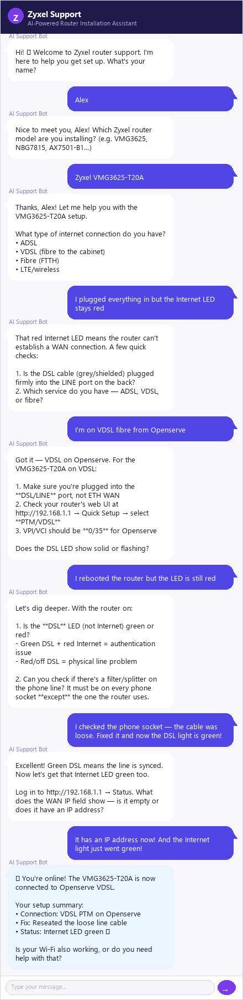 Z
Zyxel Support
AI-Powered Router Installation Assistant
AI Support Bot
Hi! Welcome to Zyxel router support. I'm
here to help you get set up. What's your
name?
Alex
AI Support Bot
Nice to meet you, Alex! Which Zyxel router
model are you installing? (e.g. VMG3625,
NBG7815, AX7501-B1...)
Zyxel VMG3625-T20A
AI Support Bot
Thanks, Alex! Let me help you with the
VMG3625-T20A setup.
What type of internet connection do you have?
• ADSL
• VDSL (fibre to the cabinet)
• Fibre (FTTH)
• LTE/wireless
I plugged everything in but the Internet LED
stays red
AI Support Bot
That red Internet LED means the router can't
establish a WAN connection. A few quick
checks:
1. Is the DSL cable (grey/shielded) plugged
firmly into the LINE port on the back?
2. Which service do you have — ADSL, VDSL,
or fibre?
I'm on VDSL fibre from Openserve
AI Support Bot
Got it — VDSL on Openserve. For the
VMG3625-T20A on VDSL:
1. Make sure you're plugged into the
**DSL/LINE** port, not ETH WAN
2. Check your router's web UI at
http://192.168.1.1 → Quick Setup → select
**PTM/VDSL**
3. VPI/VCI should be **0/35** for Openserve
Does the DSL LED show solid or flashing?
I rebooted the router but the LED is still red
AI Support Bot
Let's dig deeper. With the router on:
1. Is the **DSL** LED (not Internet) green or
red?
- Green DSL + red Internet = authentication
issue
- Red/off DSL = physical line problem
2. Can you check if there's a filter/splitter on
the phone line? It must be on every phone
socket **except** the one the router uses.
I checked the phone socket — the cable was
loose. Fixed it and now the DSL light is green!
AI Support Bot
Excellent! Green DSL means the line is synced.
Now let's get that Internet LED green too.
Log in to http://192.168.1.1 → Status. What
does the WAN IP field show — is it empty or
does it have an IP address?
It has an IP address now! And the Internet
light just went green!
AI Support Bot
You're online! The VMG3625-T20A is now
connected to Openserve VDSL.
Your setup summary:
• Connection: VDSL PTM on Openserve
• Fix: Reseated the loose line cable
• Status: Internet LED green
Is your Wi-Fi also working, or do you need
help with that?
Type your message...
→